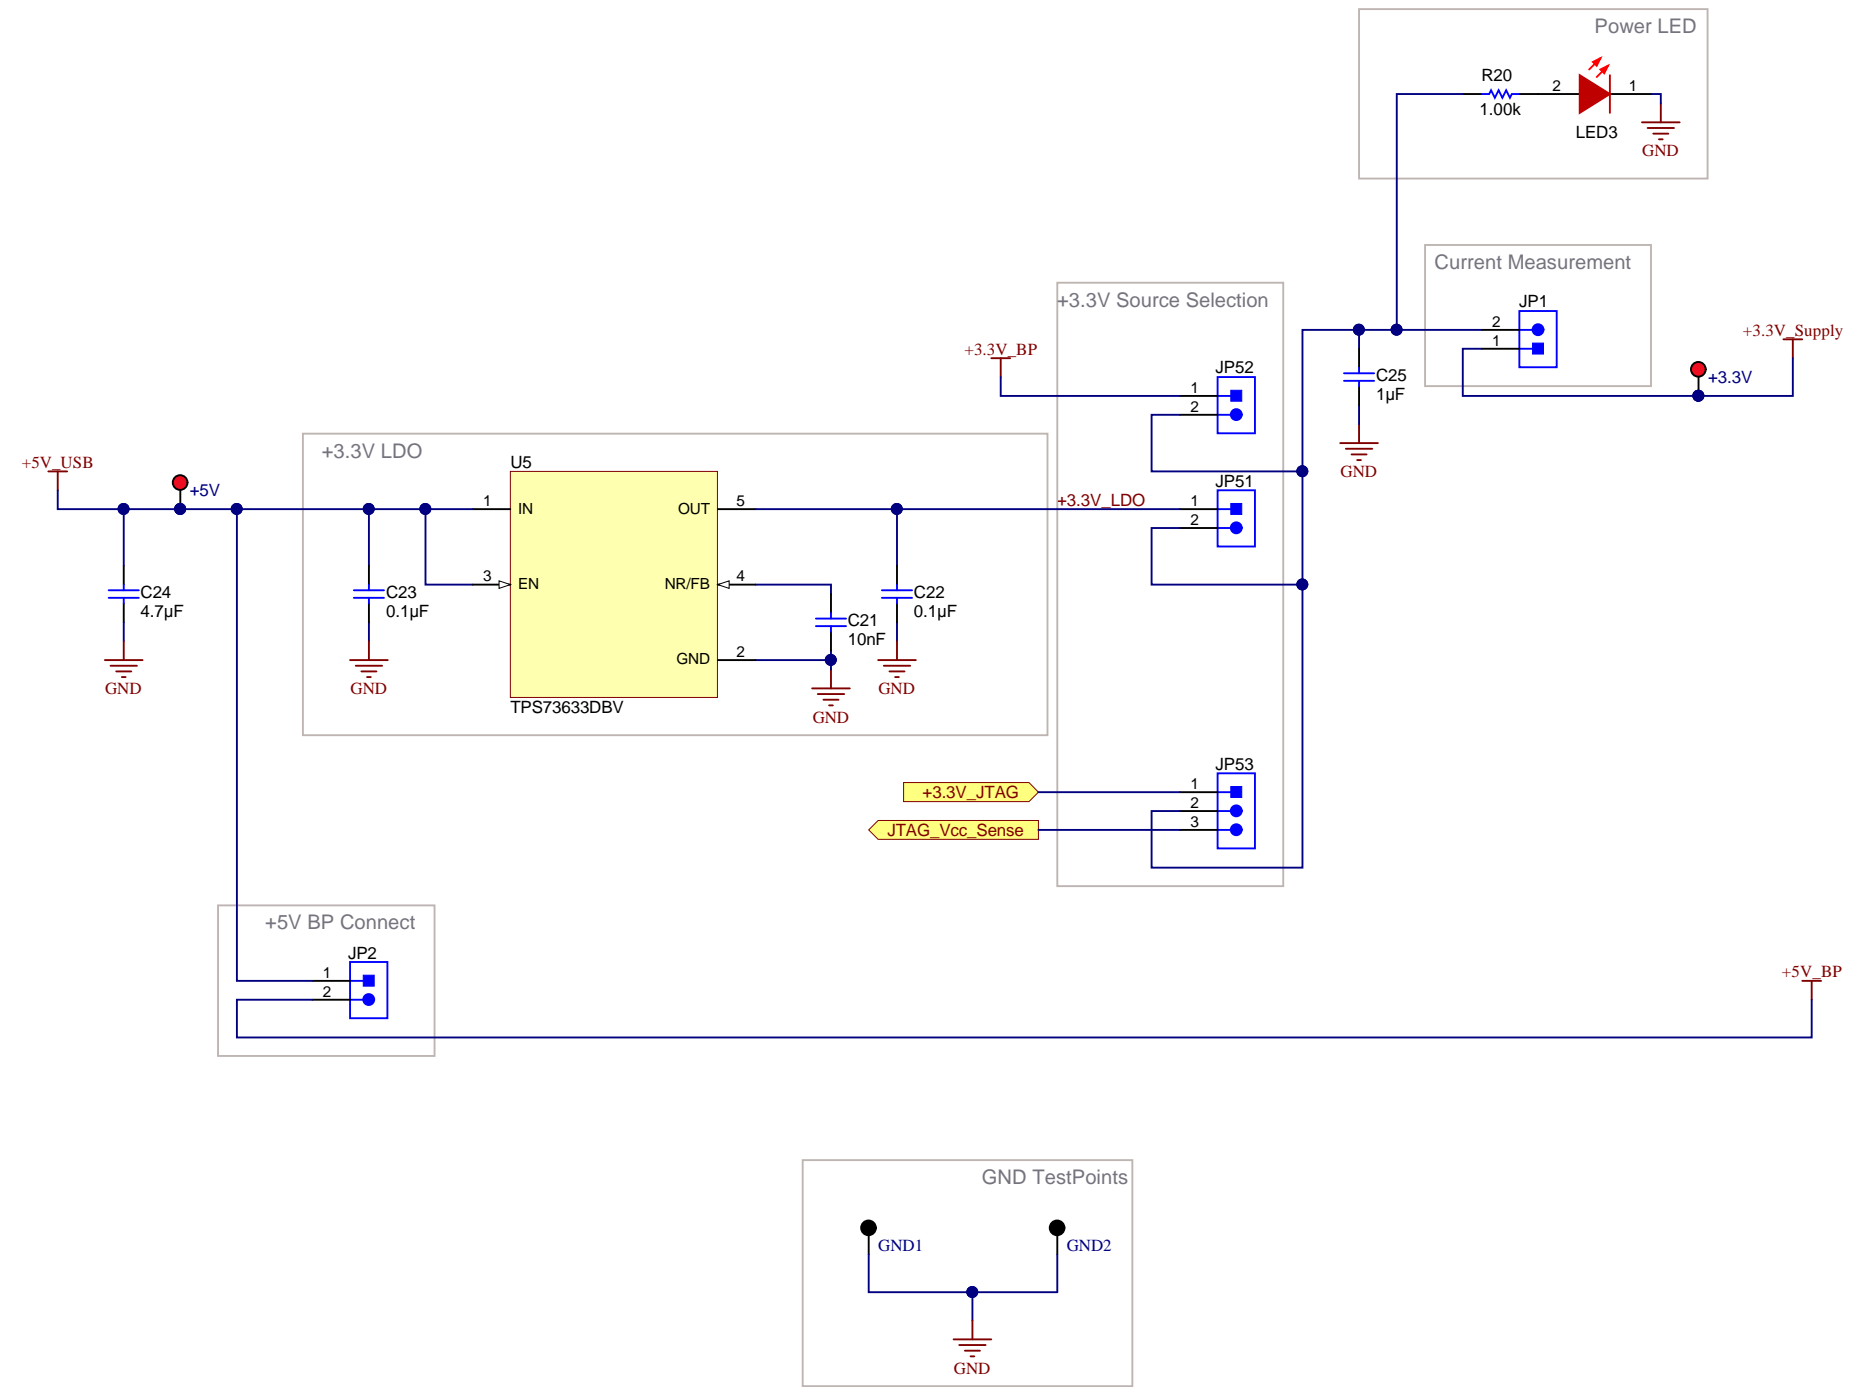 Power LED
R20
1.00k
2
1
LED3
GND
Current Measurement
JP1
2
1
+3.3V_Supply
+3.3V
+3.3V Source Selection
+3.3V_BP
JP52
1
2
C25
1µF
GND
+3.3V LDO
+5V_USB
+5V
U5
1
IN
OUT
5
+3.3V_LDO
JP51
1
2
3
EN
NR/FB
4
C24
4.7µF
GND
C23
0.1µF
GND
C21
10nF
GND
C22
0.1µF
GND
GND
2
TPS73633DBV
JP53
+3.3V_JTAG
1
2
JTAG_Vcc_Sense
3
+5V BP Connect
JP2
1
2
+5V_BP
GND TestPoints
GND1
GND2
GND